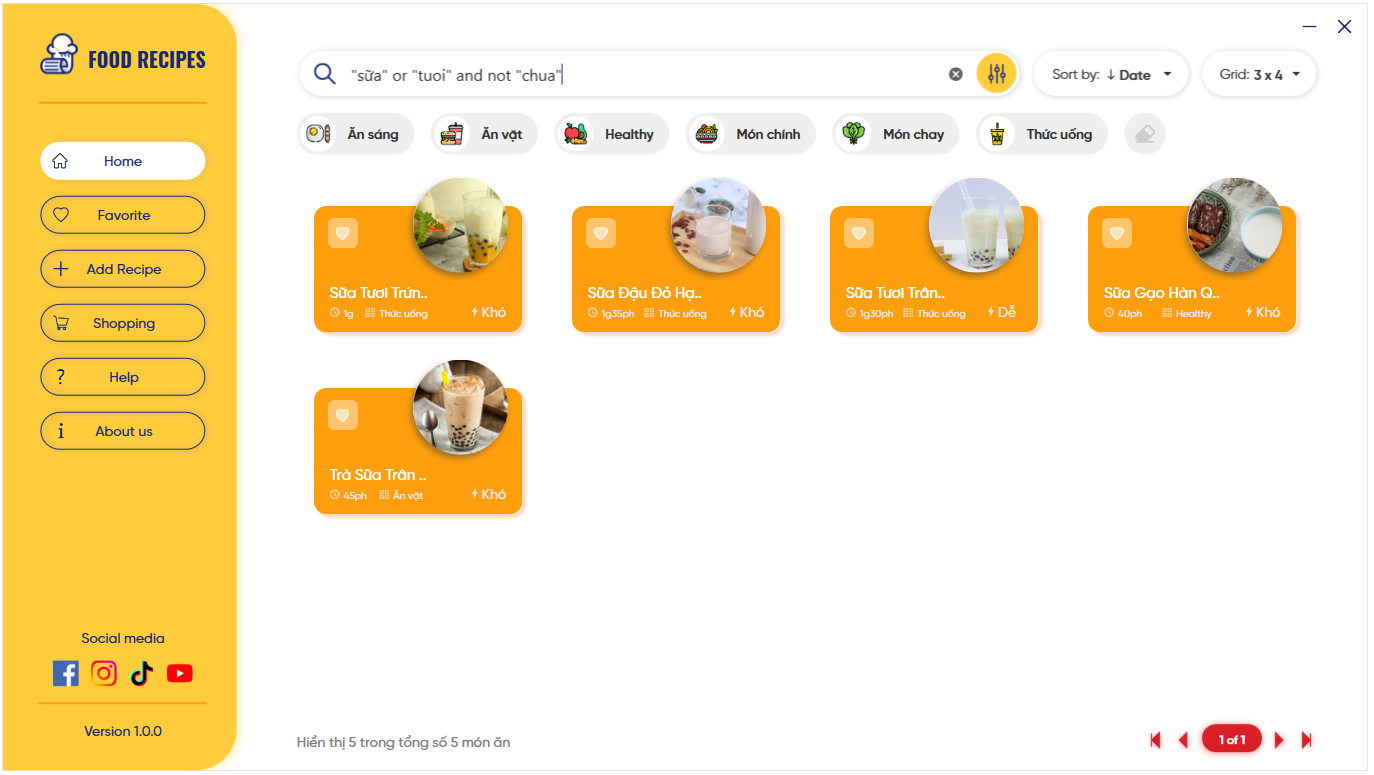 FOOD RECIPES
Home
Favorite
Add Recipe
Shopping
Help
About us
Social media
Version 1.0.0
"sữa" or "tuoi" and not "chua"
Sort by: ↓ Date
Grid: 3 x 4
Ăn sáng
Ăn vặt
Healthy
Món chính
Món chay
Thức uống
Sữa Tươi Trứn..
1g Thức uống Khó
Sữa Đậu Đỏ Hạ..
1g35ph Thức uống Khó
Sữa Tươi Trân..
1g30ph Thức uống Dễ
Sữa Gạo Hàn Q..
40ph Healthy Khó
Trà Sữa Trân ..
45ph Ăn vặt Khó
Hiển thị 5 trong tổng số 5 món ăn
1 of 1